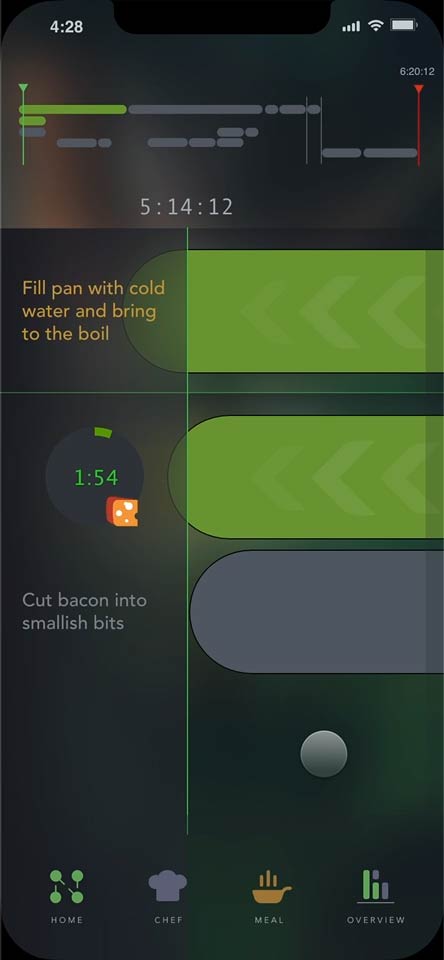 4:28
6:20:12
5:14:12
Fill pan with cold
water and bring
to the boil
1:54
Cut bacon into
smallish bits
HOME
CHEF
MEAL
OVERVIEW